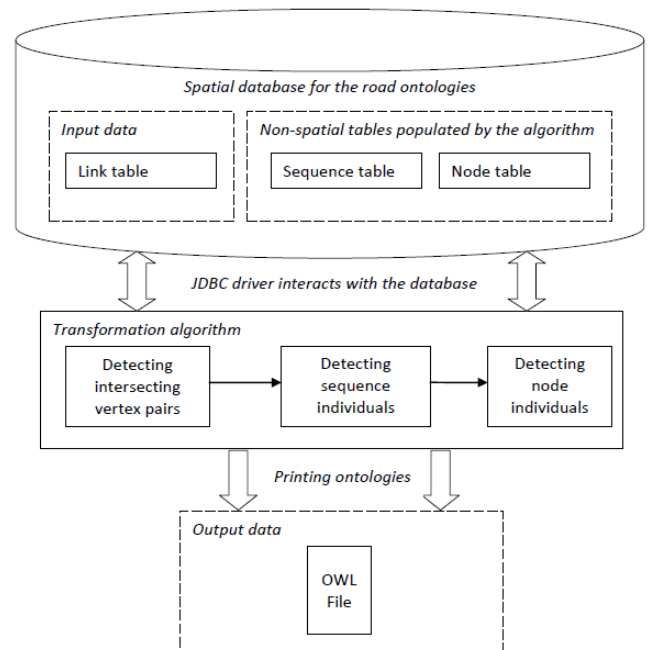 Spatial database for the road ontologies
Input data
Non-spatial tables populated by the algorithm
Link table
Sequence table
Node table
JDBC driver interacts with the database
Transformation algorithm
Detecting
intersecting
vertex pairs
Detecting
sequence
individuals
Detecting
node
individuals
Printing ontologies
Output data
OWL
File